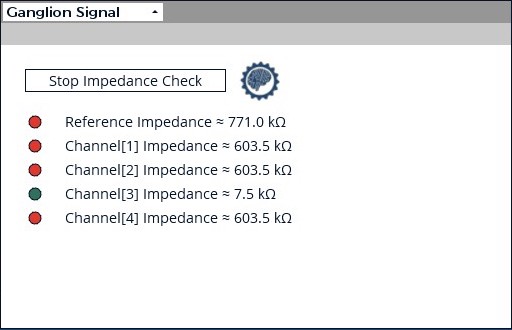 Ganglion Signal
Stop Impedance Check
Reference Impedance ≈ 771.0 kΩ
Channel[1] Impedance ≈ 603.5 kΩ
Channel[2] Impedance ≈ 603.5 kΩ
Channel[3] Impedance ≈ 7.5 kΩ
Channel[4] Impedance ≈ 603.5 kΩ